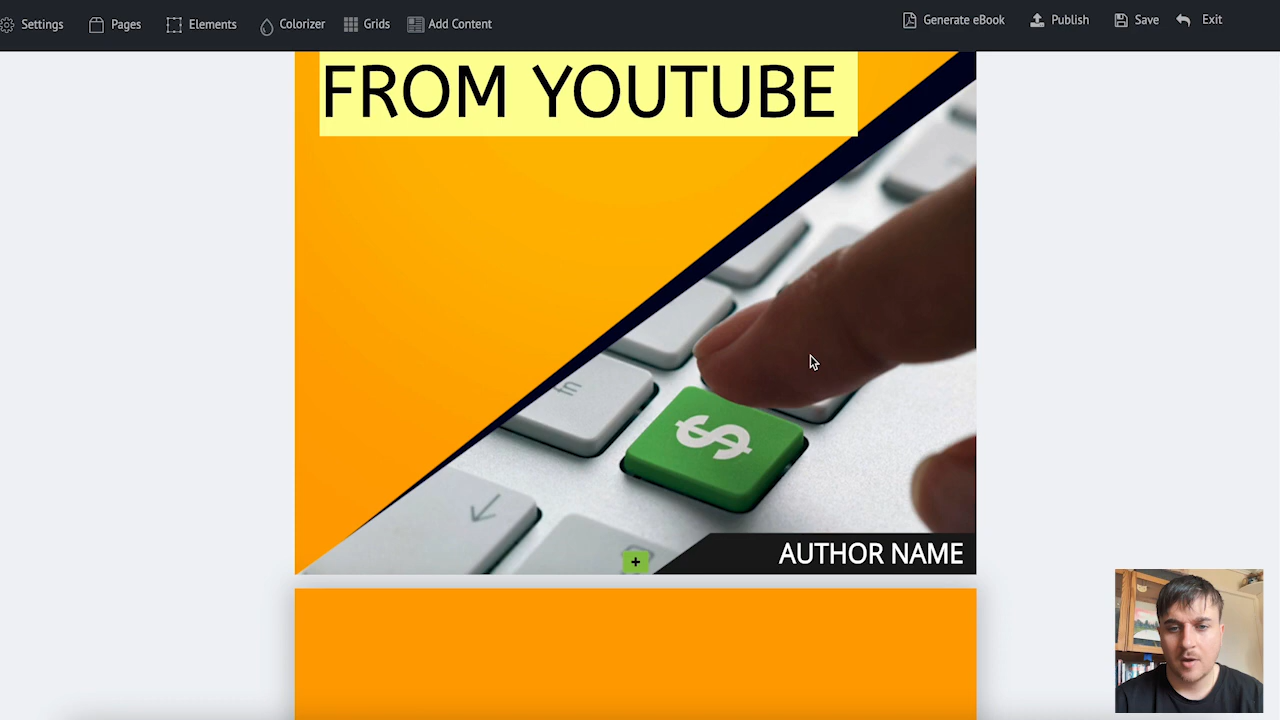 Settings Pages Elements Colorizer Grids Add Content Generate eBook Publish Save Exit
FROM YOUTUBE
$
AUTHOR NAME